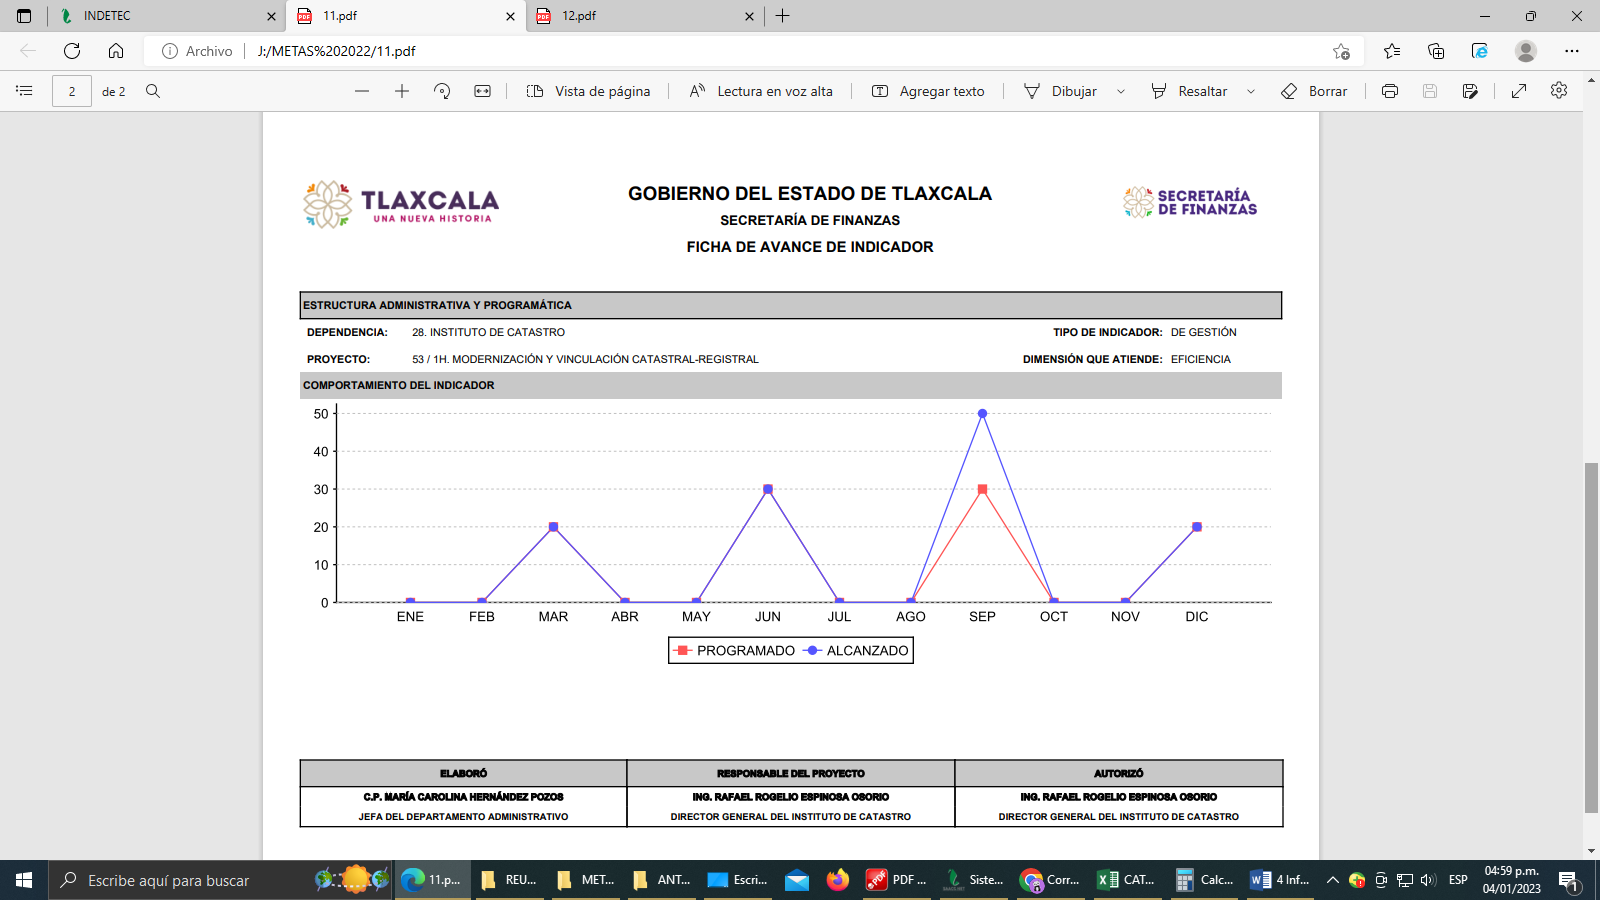 INDETEC
11.pdf
12.pdf
Archivo
J:/METAS%202022/11.pdf
2
de 2
Vista de página
Lectura en voz alta
Agregar texto
Dibujar
Resaltar
Borrar
TLAXCALA
UNA NUEVA HISTORIA
GOBIERNO DEL ESTADO DE TLAXCALA
SECRETARÍA DE FINANZAS
FICHA DE AVANCE DE INDICADOR
SECRETARÍA
DE FINANZAS
ESTRUCTURA ADMINISTRATIVA Y PROGRAMÁTICA
DEPENDENCIA: 28. INSTITUTO DE CATASTRO TIPO DE INDICADOR: DE GESTIÓN
PROYECTO: 53 / 1H. MODERNIZACIÓN Y VINCULACIÓN CATASTRAL-REGISTRAL DIMENSIÓN QUE ATIENDE: EFICIENCIA
COMPORTAMIENTO DEL INDICADOR
50
40
30
20
10
0
ENE FEB MAR ABR MAY JUN JUL AGO SEP OCT NOV DIC
PROGRAMADO ALCANZADO
ELABORÓ RESPONSABLE DEL PROYECTO AUTORIZÓ
C.P. MARÍA CAROLINA HERNÁNDEZ POZOS ING. RAFAEL ROGELIO ESPINOSA OSORIO ING. RAFAEL ROGELIO ESPINOSA OSORIO
JEFA DEL DEPARTAMENTO ADMINISTRATIVO DIRECTOR GENERAL DEL INSTITUTO DE CATASTRO DIRECTOR GENERAL DEL INSTITUTO DE CATASTRO
Escribe aquí para buscar
11.p... REU... MET... ANT... Escri... PDF ... Siste... Corr... CAT... Calc... 4 Inf... ESP
04:59 p.m.
04/01/2023
1